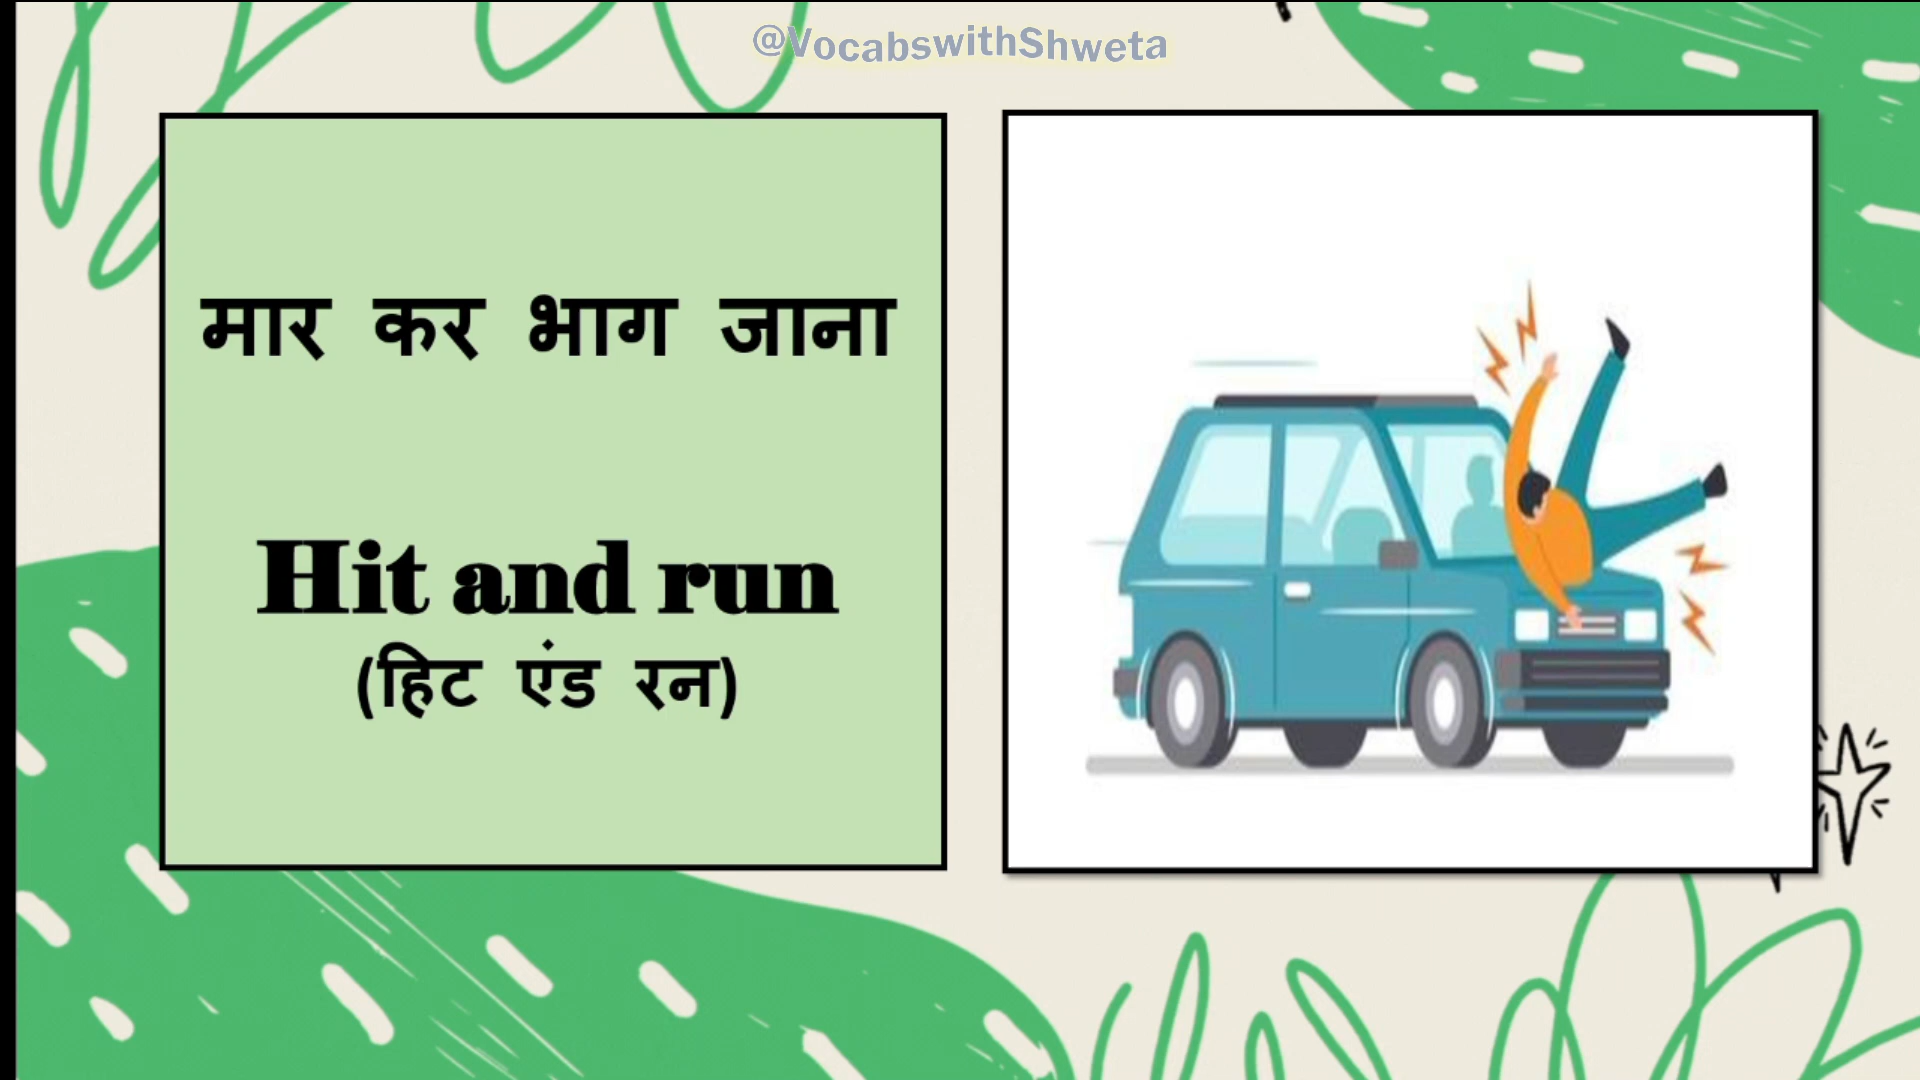 @VocabswithShweta
मार कर भाग जाना
Hit and run
(हिट एंड रन)